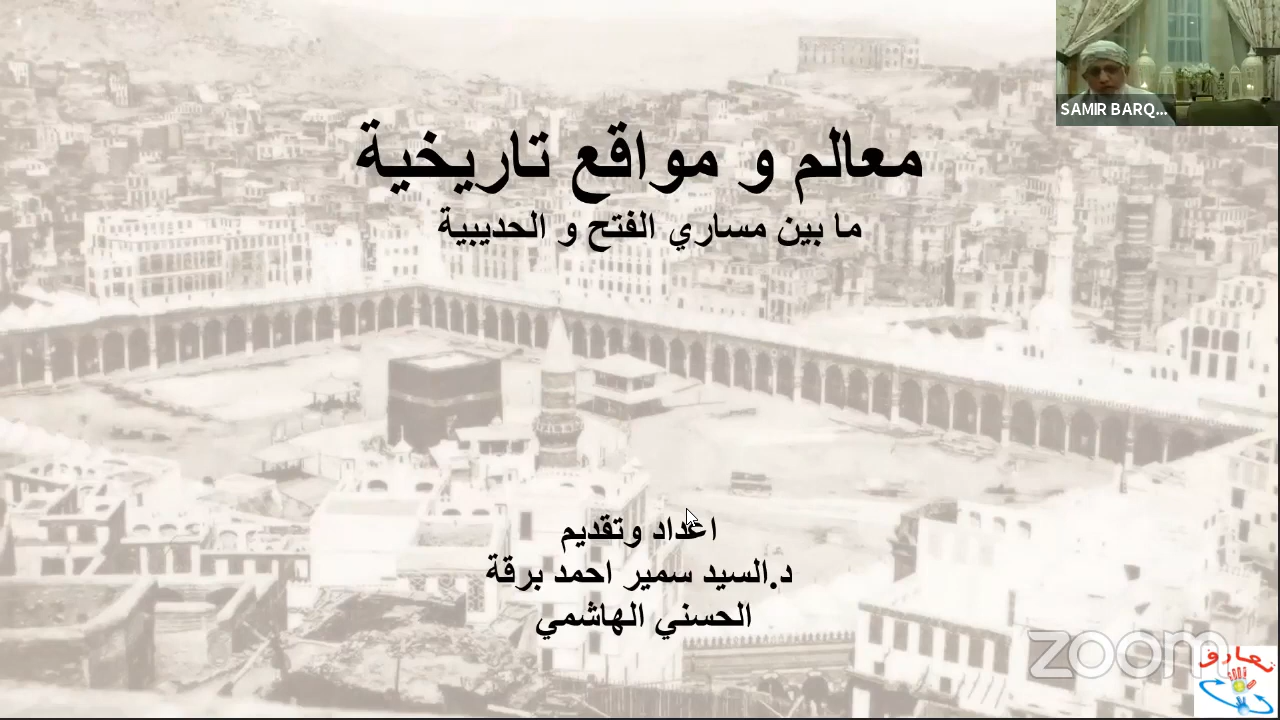 SAMIR BARQ...
معالم و مواقع تاريخية
ما بين مساري الفتح و الحديبية
اعداد وتقديم
د.السيد سمير احمد برقة
الحسني الهاشمي
zoom
تعارف